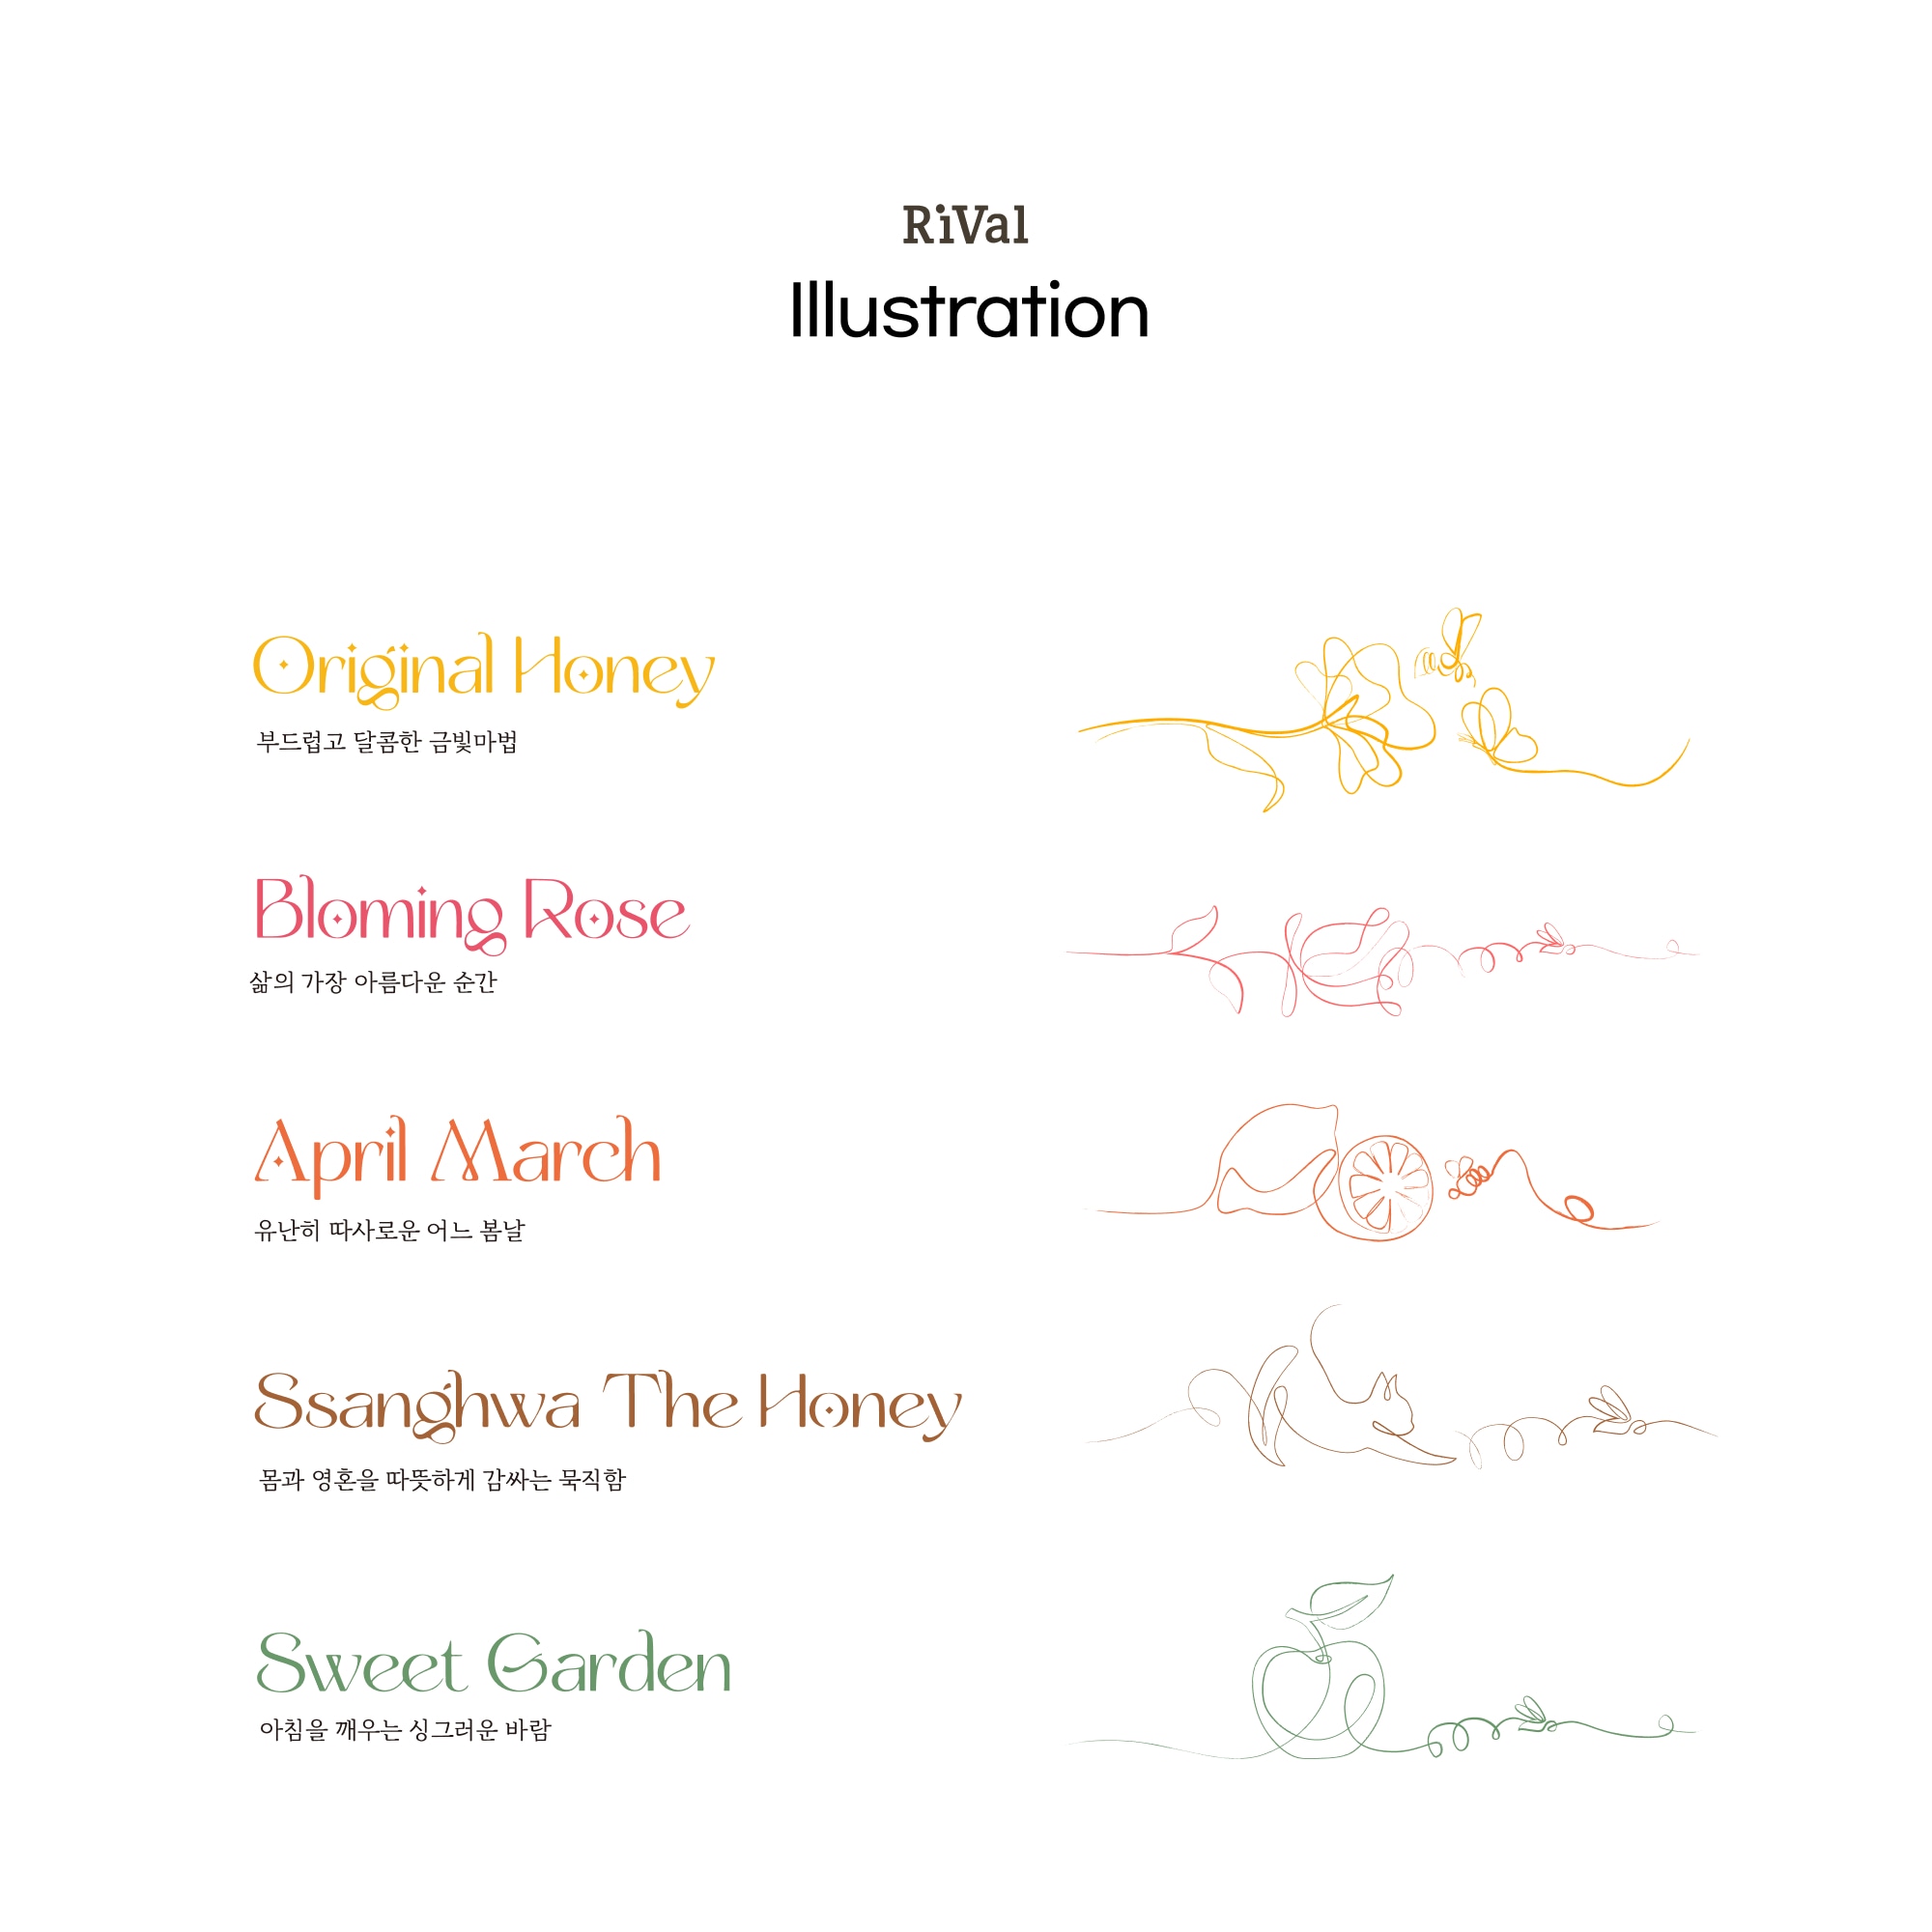 RiVal
Illustration
Original Honey
부드럽고 달콤한 금빛마법
Bloming Rose
삶의 가장 아름다운 순간
April March
유난히 따사로운 어느 봄날
Ssanghwa The Honey
몸과 영혼을 따뜻하게 감싸는 묵직함
Sweet Garden
아침을 깨우는 싱그러운 바람